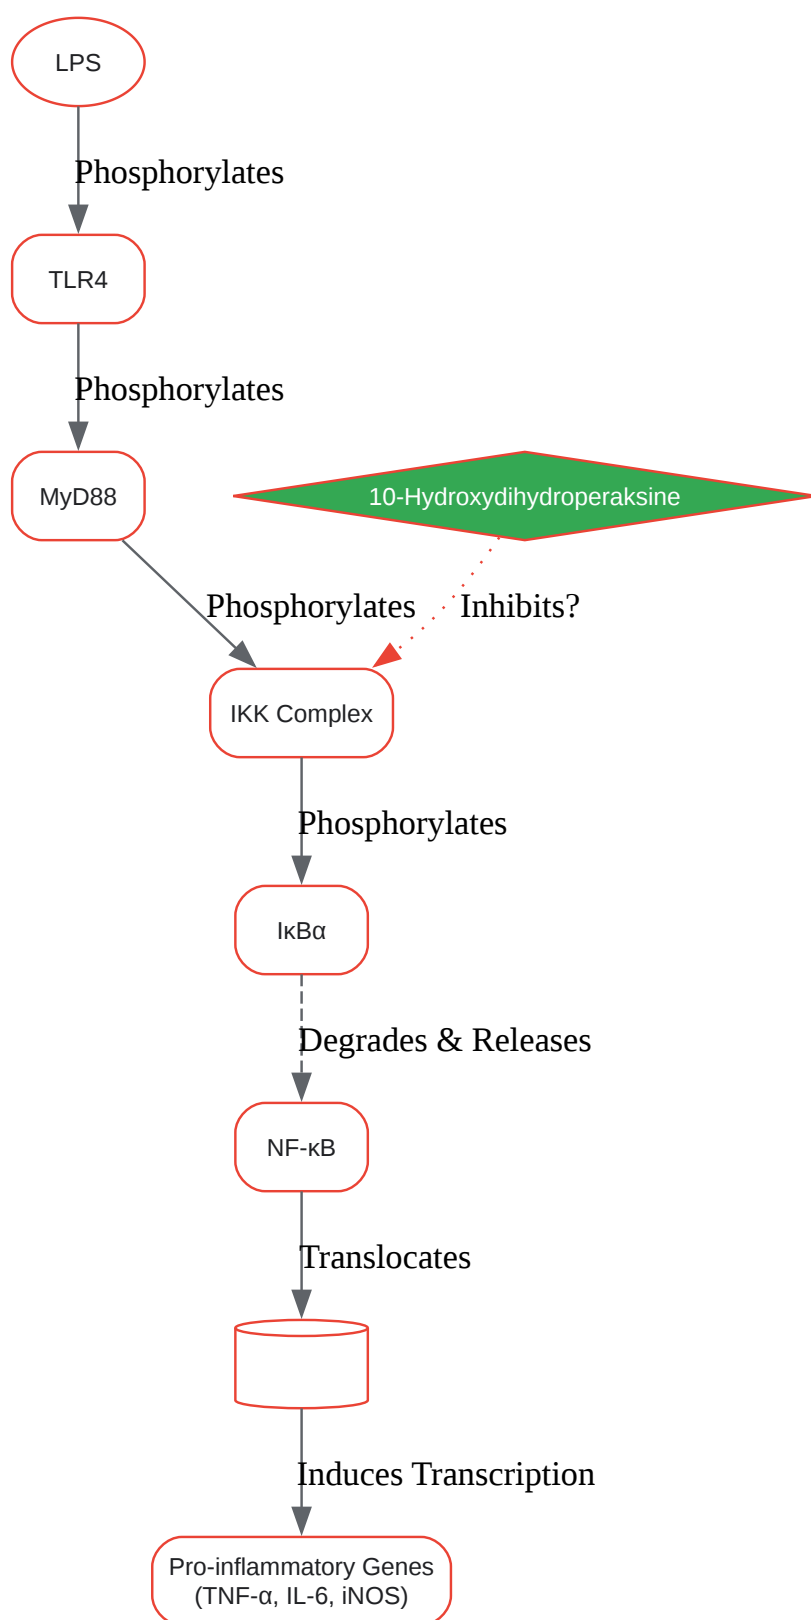 LPS
Phosphorylates
TLR4
Phosphorylates
MyD88
10-Hydroxydihydroperaksine
Phosphorylates
Inhibits?
IKK Complex
Phosphorylates
IκBα
Degrades & Releases
NF-κB
Translocates
Induces Transcription
Pro-inflammatory Genes
(TNF-α, IL-6, iNOS)